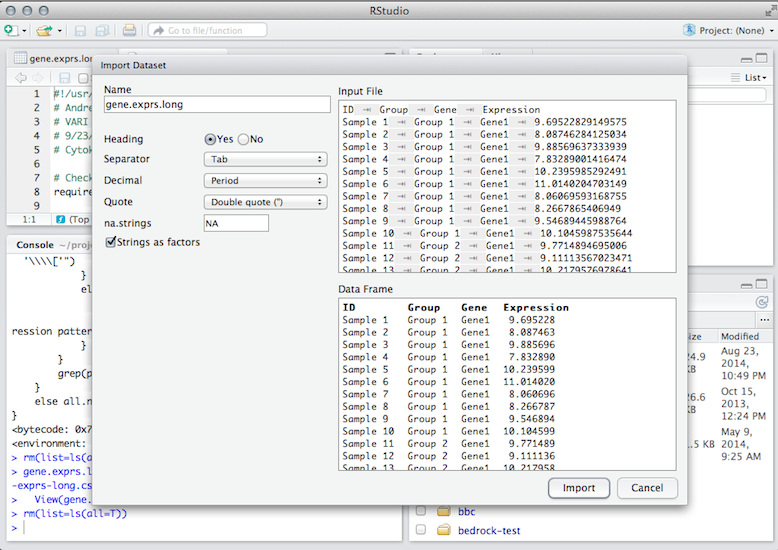 RStudio
Go to file/function
Project: (None)
gene.exprs.lon
List
1 #!/usr/
2 # Andre
3 # VARI
4 # 9/23/
5 # Cytok
6
7 # Check
8 require
1:1 (Top
Console ~/proj
'\\\\['")
}
else
ression patter
}
}
grep(p
}
else all.n
}
<bytecode: 0x7
<environment:
> rm(list=ls(a
> gene.exprs.l
-exprs-long.cs
> View(gene.
> rm(list=ls(all=T))
>
Import Dataset
Name
gene.exprs.long
Heading Yes No
Separator Tab
Decimal Period
Quote Double quote (")
na.strings NA
Strings as factors
Input File
ID ⇥ Group ⇥ Gene ⇥ Expression
Sample 1 ⇥ Group 1 ⇥ Gene1 ⇥ 9.69522829149575
Sample 2 ⇥ Group 1 ⇥ Gene1 ⇥ 8.08746284125034
Sample 3 ⇥ Group 1 ⇥ Gene1 ⇥ 9.88569637333939
Sample 4 ⇥ Group 1 ⇥ Gene1 ⇥ 7.83289001416474
Sample 5 ⇥ Group 1 ⇥ Gene1 ⇥ 10.2395985292491
Sample 6 ⇥ Group 1 ⇥ Gene1 ⇥ 11.0140204703149
Sample 7 ⇥ Group 1 ⇥ Gene1 ⇥ 8.06069593168755
Sample 8 ⇥ Group 1 ⇥ Gene1 ⇥ 8.2667865406949
Sample 9 ⇥ Group 1 ⇥ Gene1 ⇥ 9.54689445988764
Sample 10 ⇥ Group 1 ⇥ Gene1 ⇥ 10.1045987535644
Sample 11 ⇥ Group 2 ⇥ Gene1 ⇥ 9.7714894695006
Sample 12 ⇥ Group 2 ⇥ Gene1 ⇥ 9.11113567023471
Sample 13 ⇥ Group 2 ⇥ Gene1 ⇥ 10.2179576978641
Data Frame
ID Group Gene Expression
Sample 1 Group 1 Gene1 9.695228
Sample 2 Group 1 Gene1 8.087463
Sample 3 Group 1 Gene1 9.885696
Sample 4 Group 1 Gene1 7.832890
Sample 5 Group 1 Gene1 10.239599
Sample 6 Group 1 Gene1 11.014020
Sample 7 Group 1 Gene1 8.060696
Sample 8 Group 1 Gene1 8.266787
Sample 9 Group 1 Gene1 9.546894
Sample 10 Group 1 Gene1 10.104599
Sample 11 Group 2 Gene1 9.771489
Sample 12 Group 2 Gene1 9.111136
Sample 13 Group 2 Gene1 10.217958
Import Cancel
ize Modified
24.9 KB Aug 23, 2014, 10:49 PM
6.6 KB Oct 15, 2013, 12:24 PM
.5 KB May 9, 2014, 9:25 AM
bbc
bedrock-test